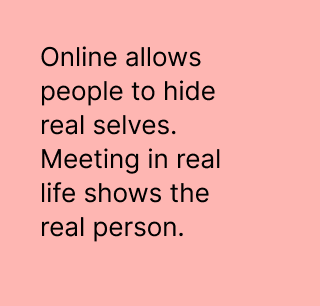 Online allows
people to hide
real selves.
Meeting in real
life shows the
real person.